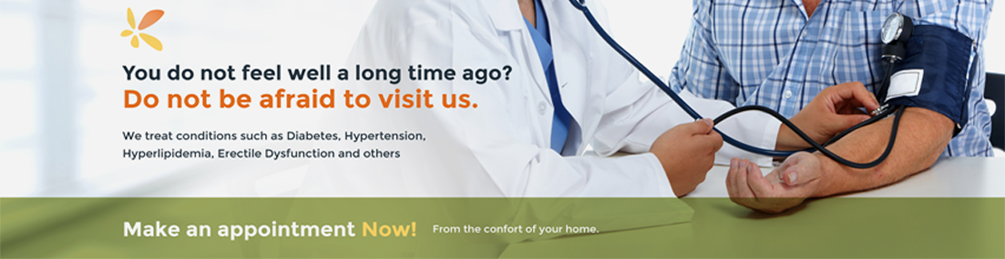 You do not feel well a long time ago?
Do not be afraid to visit us.
We treat conditions such as Diabetes, Hypertension,
Hyperlipidemia, Erectile Dysfunction and others
Make an appointment Now! From the confort of your home.